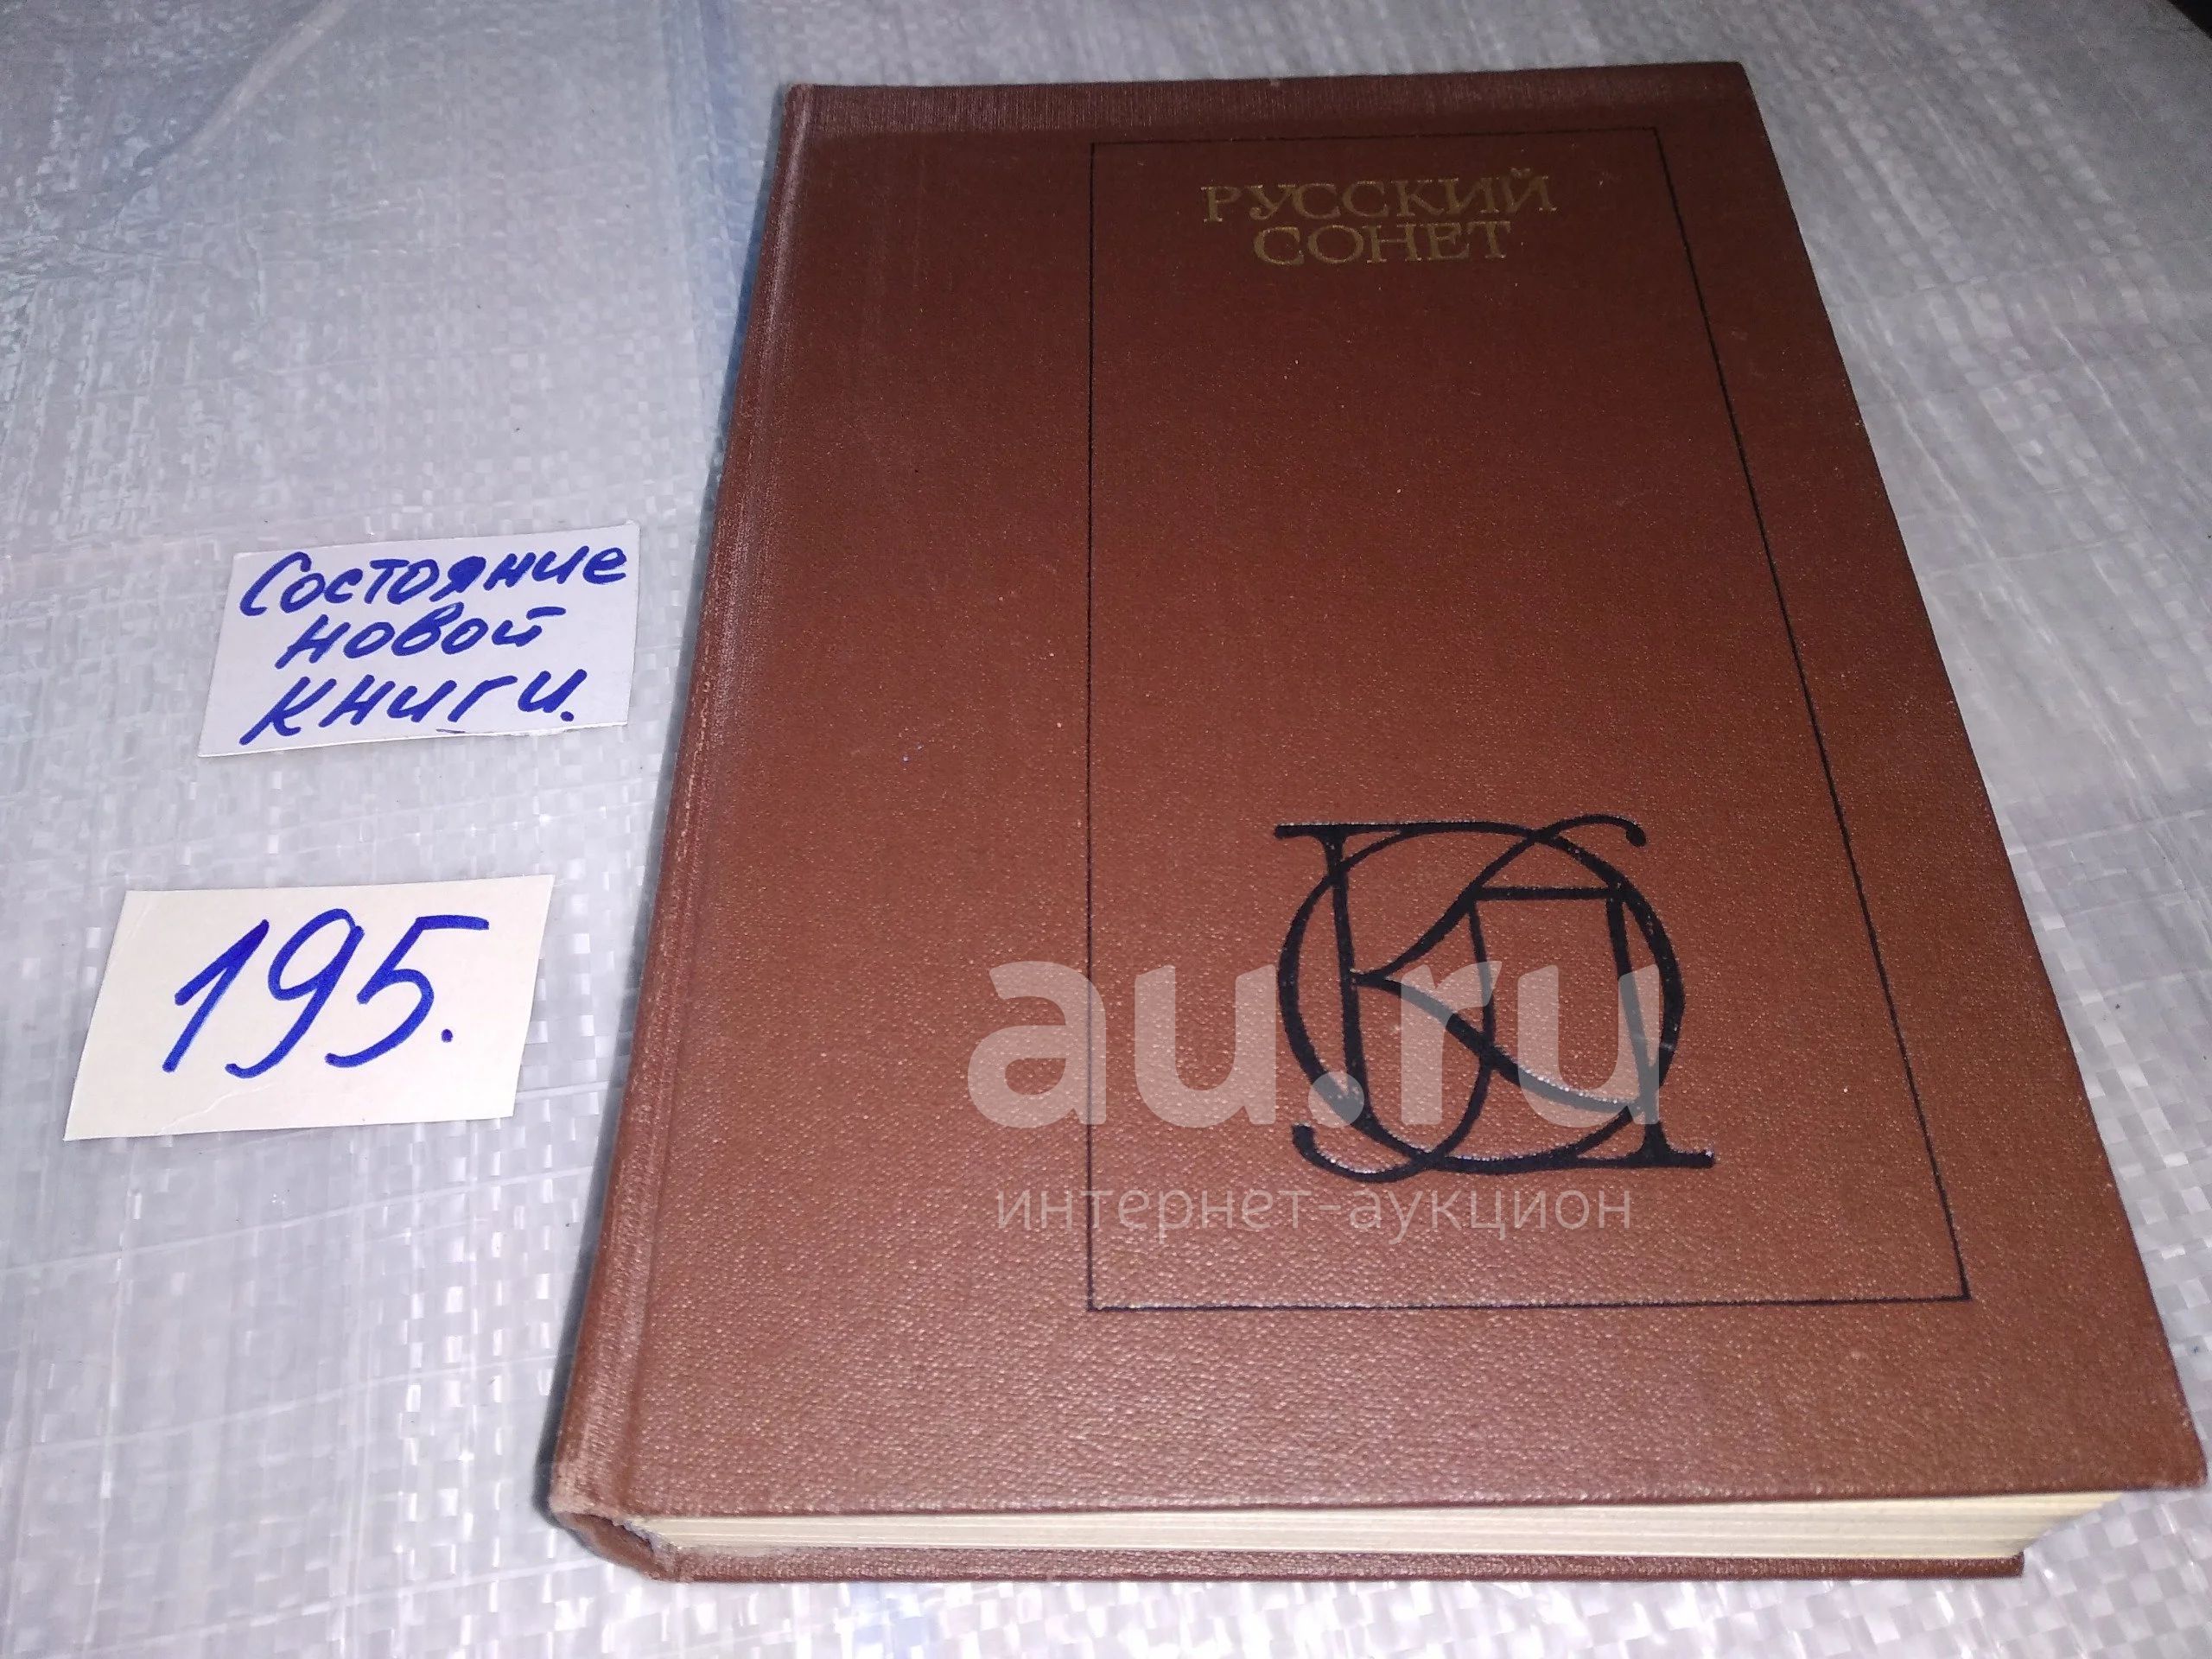 РУССКИЙ
СОНЕТ
Состояние
новой
книги.
195.
au.ru
интернет-аукцион